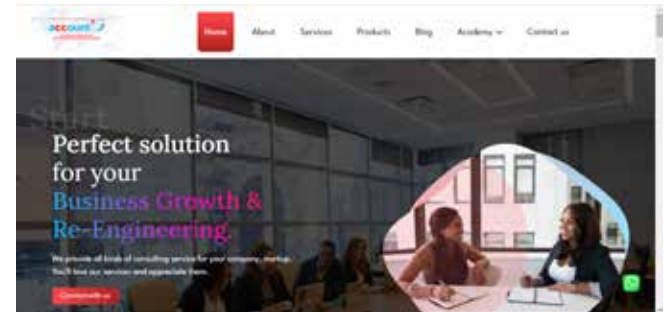 account
Home About Services Products Blog Academy Contact us
Start
Perfect solution
for your
Business Growth &
Re-Engineering.
We provide all kinds of consulting service for your company, startup.
You'll love our services and appreciate them.
Contact with us